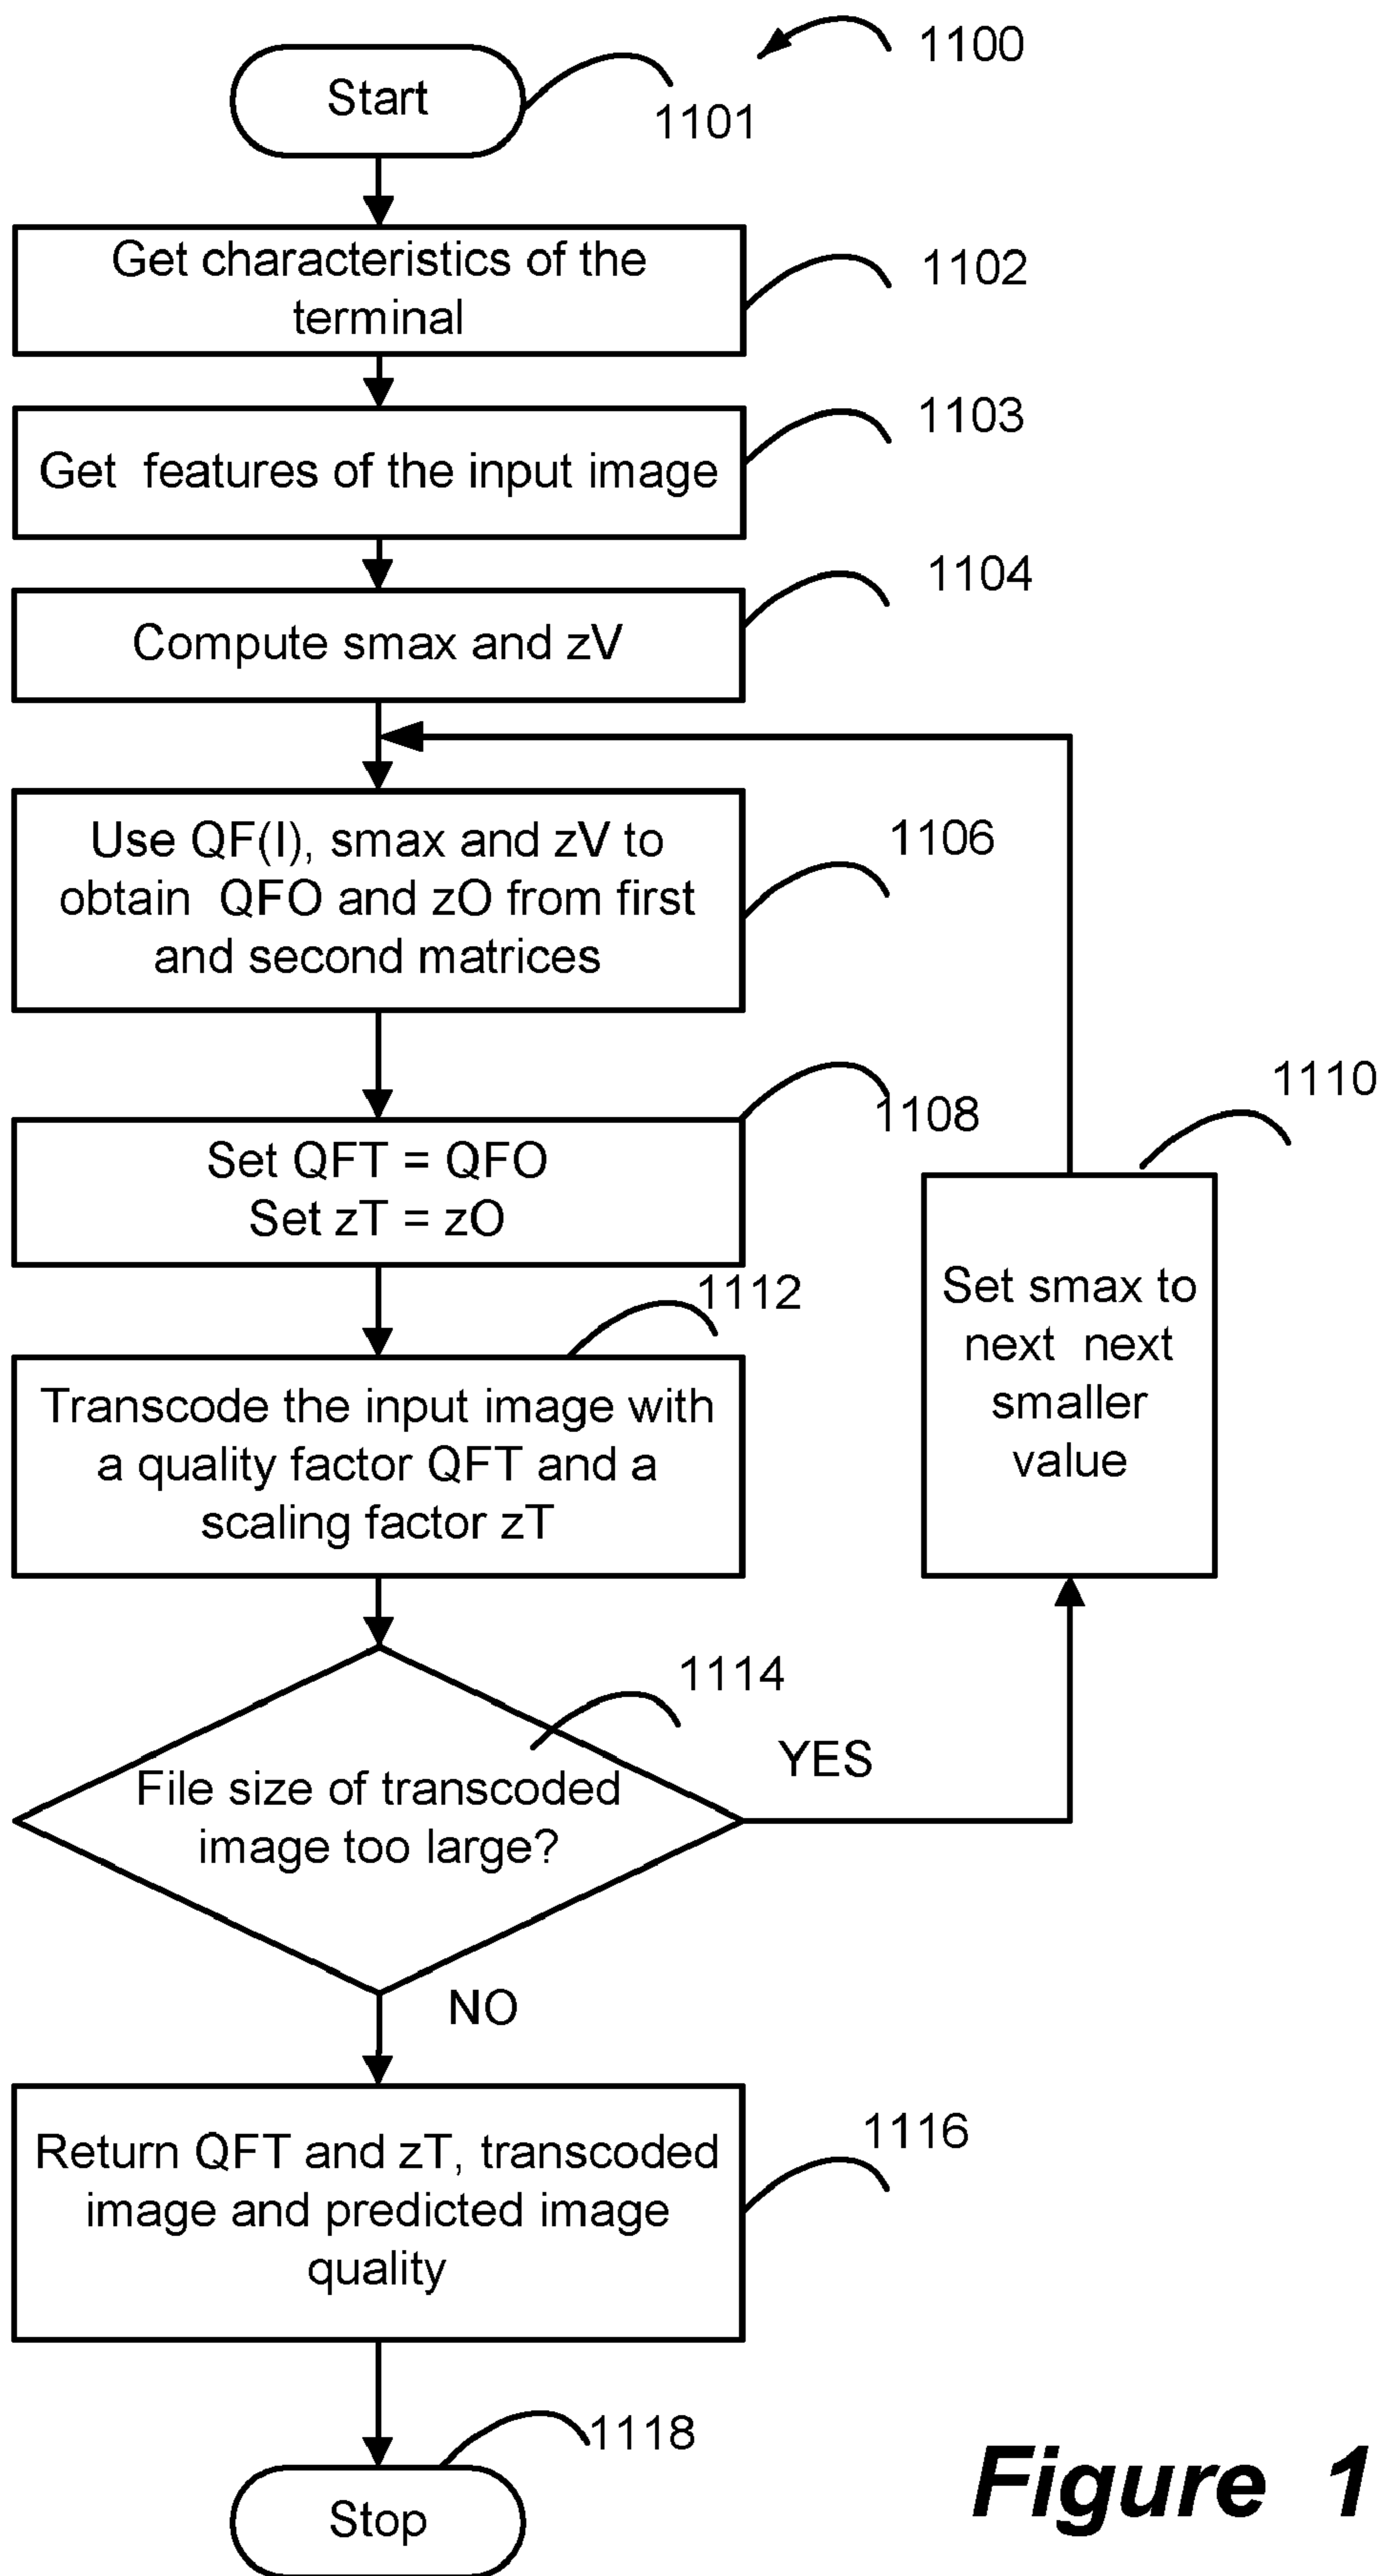 1100
Start
1101
Get characteristics of the
terminal
1102
Get features of the input image
1103
Compute smax and zV
1104
Use QF(I), smax and zV to
obtain QFO and zO from first
and second matrices
1106
Set QFT = QFO
Set zT = zO
1108
Set smax to
next next
smaller
value
1110
Transcode the input image with
a quality factor QFT and a
scaling factor zT
1112
File size of transcoded
image too large?
1114
YES
NO
Return QFT and zT, transcoded
image and predicted image
quality
1116
Stop
1118
Figure 1